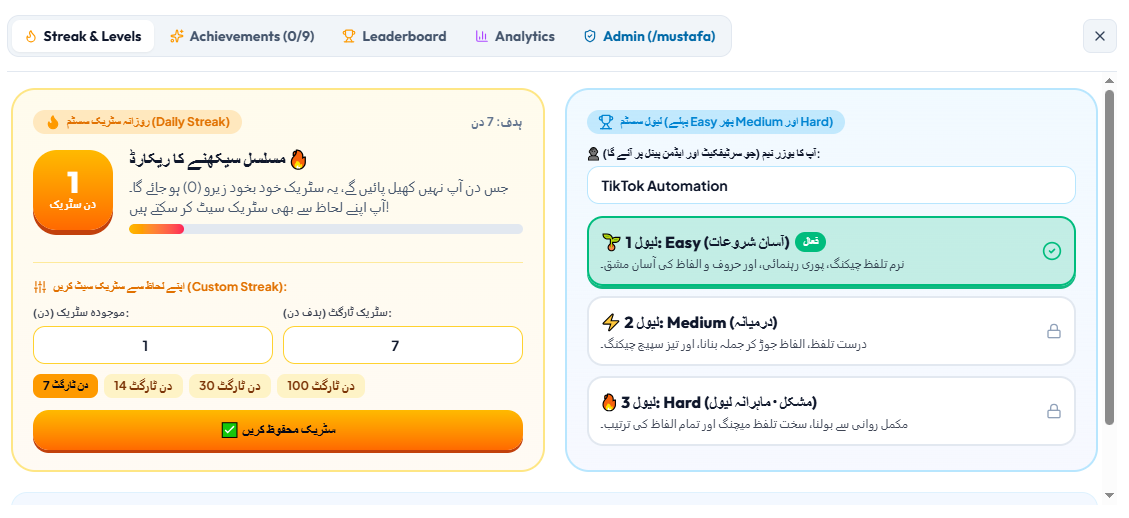 Streak & Levels
Achievements (0/9)
Leaderboard
Analytics
Admin (/mustafa)
روزانہ سٹریک سسٹم (Daily Streak)
ہدف: 7 دن
1
دن سٹریک
مسلسل سیکھنے کا ریکارڈ 🔥
جس دن آپ نہیں کھیل پائیں گے، یہ سٹریک خود بخود زیرو (0) ہو جائے گا۔
آپ اپنے لحاظ سے بھی سٹریک سیٹ کر سکتے ہیں!
اپنے لحاظ سے سٹریک سیٹ کریں (Custom Streak):
موجودہ سٹریک (دن):
سٹریک ٹارگٹ (ہدف دن):
1
7
7 دن ٹارگٹ
14 دن ٹارگٹ
30 دن ٹارگٹ
100 دن ٹارگٹ
سٹریک محفوظ کریں ✅
لیول سسٹم (پہلے Easy پھر Medium اور Hard)
آپ کا یوزر نیم (جو سرٹیفکیٹ اور ایڈمن پینل پر آئے گا):
TikTok Automation
لیول 1: Easy (آسان شروعات)
فعال
نرم تلفظ چیکنگ، پوری رہنمائی، اور حروف و الفاظ کی آسان مشق۔
لیول 2: Medium (درمیانہ)
درست تلفظ، الفاظ جوڑ کر جملہ بنانا، اور تیز سپیچ چیکنگ۔
لیول 3: Hard (مشکل • ماہرانہ لیول)
مکمل روانی سے بولنا، سخت تلفظ میچنگ اور تمام الفاظ کی ترتیب۔